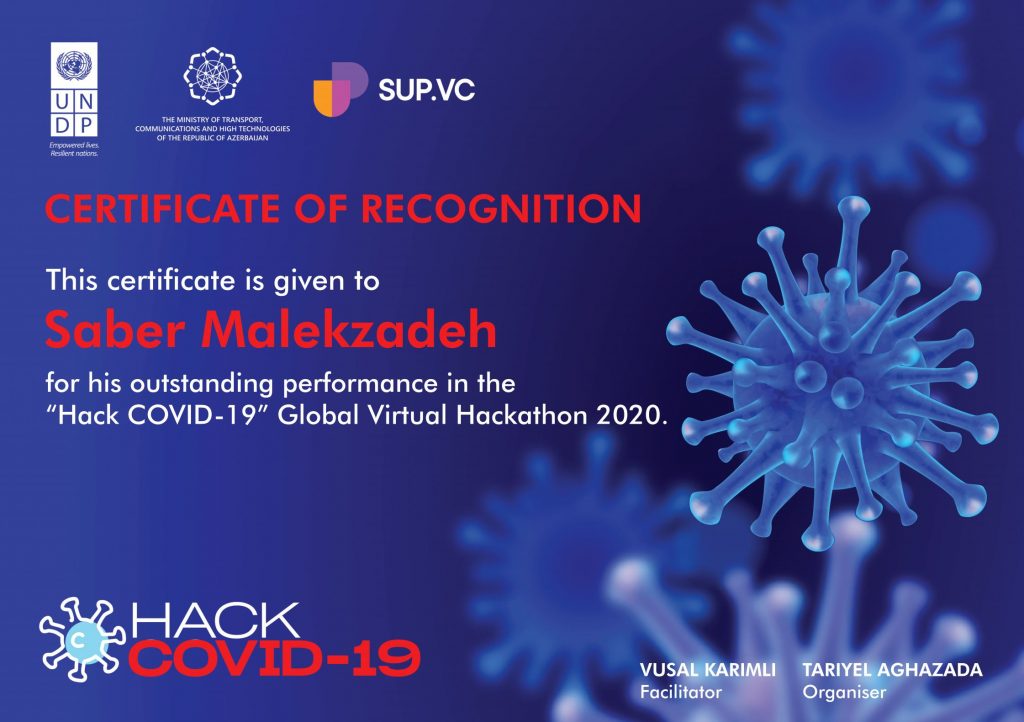 UN
DP
Empowered lives.
Resilient nations.
THE MINISTRY OF TRANSPORT,
COMMUNICATIONS AND HIGH TECHNOLOGIES
OF THE REPUBLIC OF AZERBAIJAN
SUP.VC
CERTIFICATE OF RECOGNITION
This certificate is given to
Saber Malekzadeh
for his outstanding performance in the
“Hack COVID-19” Global Virtual Hackathon 2020.
C
HACK
COVID-19
VUSAL KARIMLI
Facilitator
TARIYEL AGHAZADA
Organiser